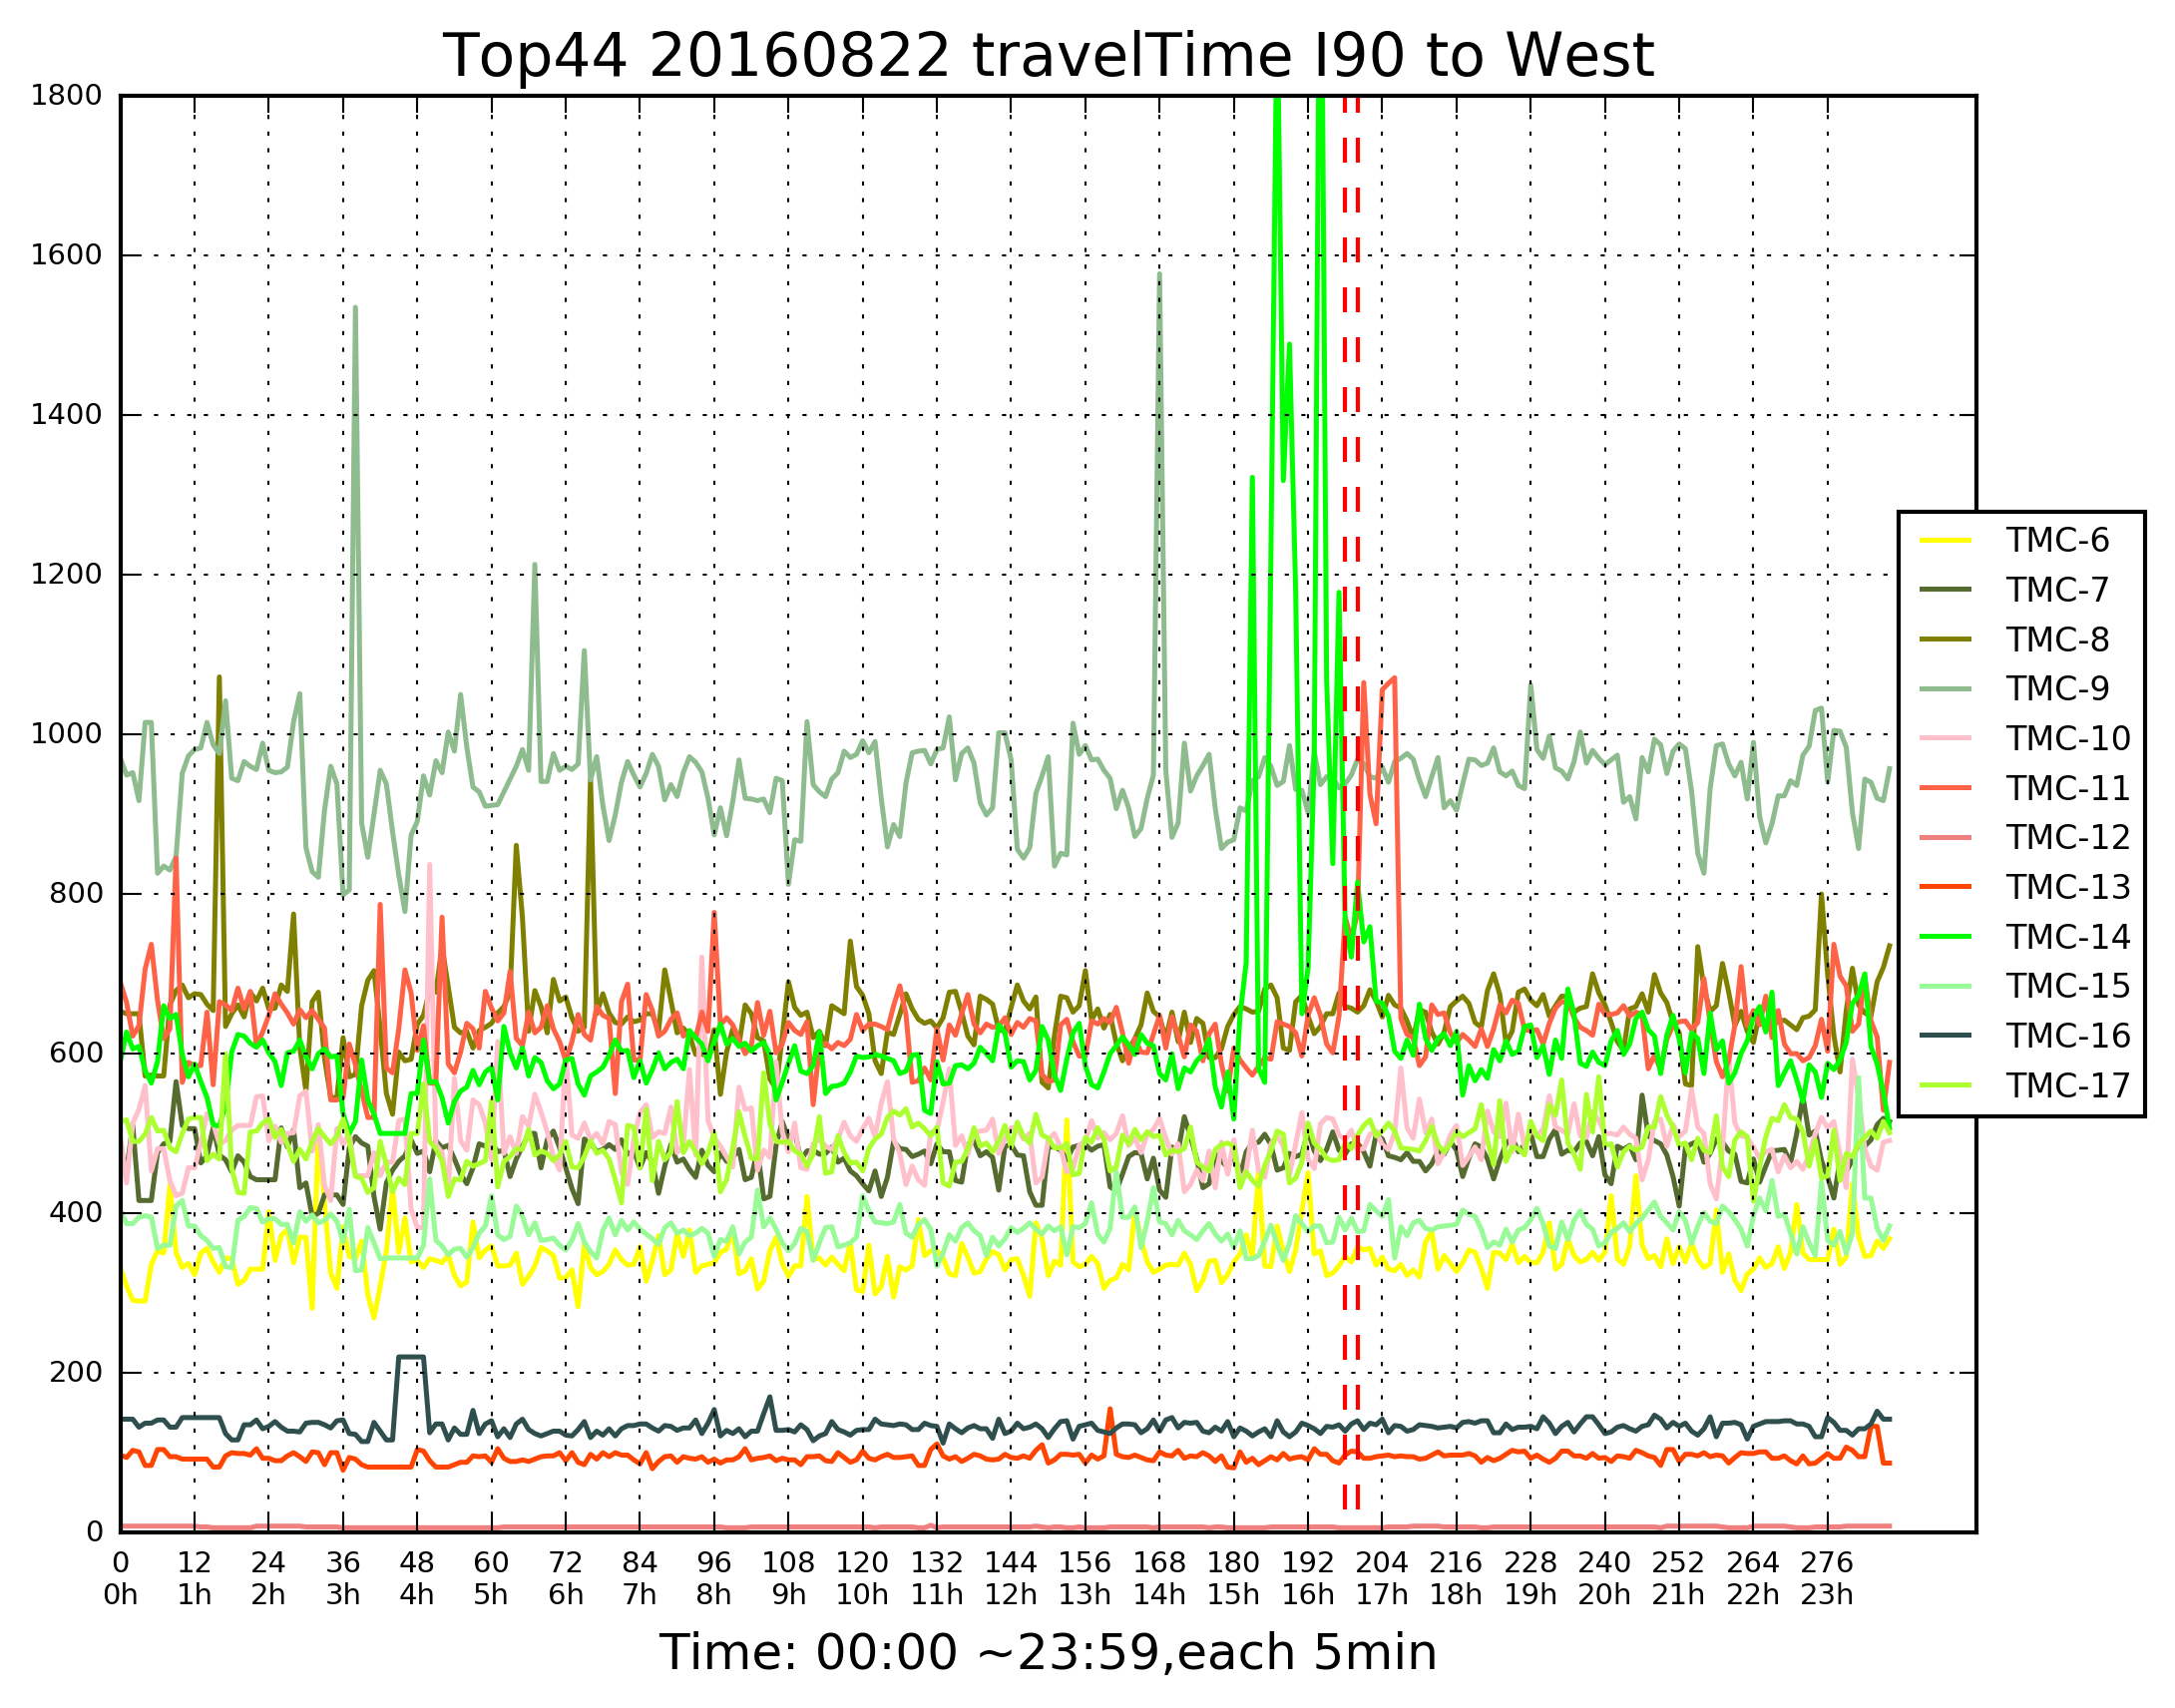 Top44 20160822 travelTime I90 to West
1800
1600
1400
1200
1000
800
600
400
200
0
TMC-6
TMC-7
TMC-8
TMC-9
TMC-10
TMC-11
TMC-12
TMC-13
TMC-14
TMC-15
TMC-16
TMC-17
0 12 24 36 48 60 72 84 96 108 120 132 144 156 168 180 192 204 216 228 240 252 264 276
0h 1h 2h 3h 4h 5h 6h 7h 8h 9h 10h 11h 12h 13h 14h 15h 16h 17h 18h 19h 20h 21h 22h 23h
Time: 00:00 ~23:59,each 5min